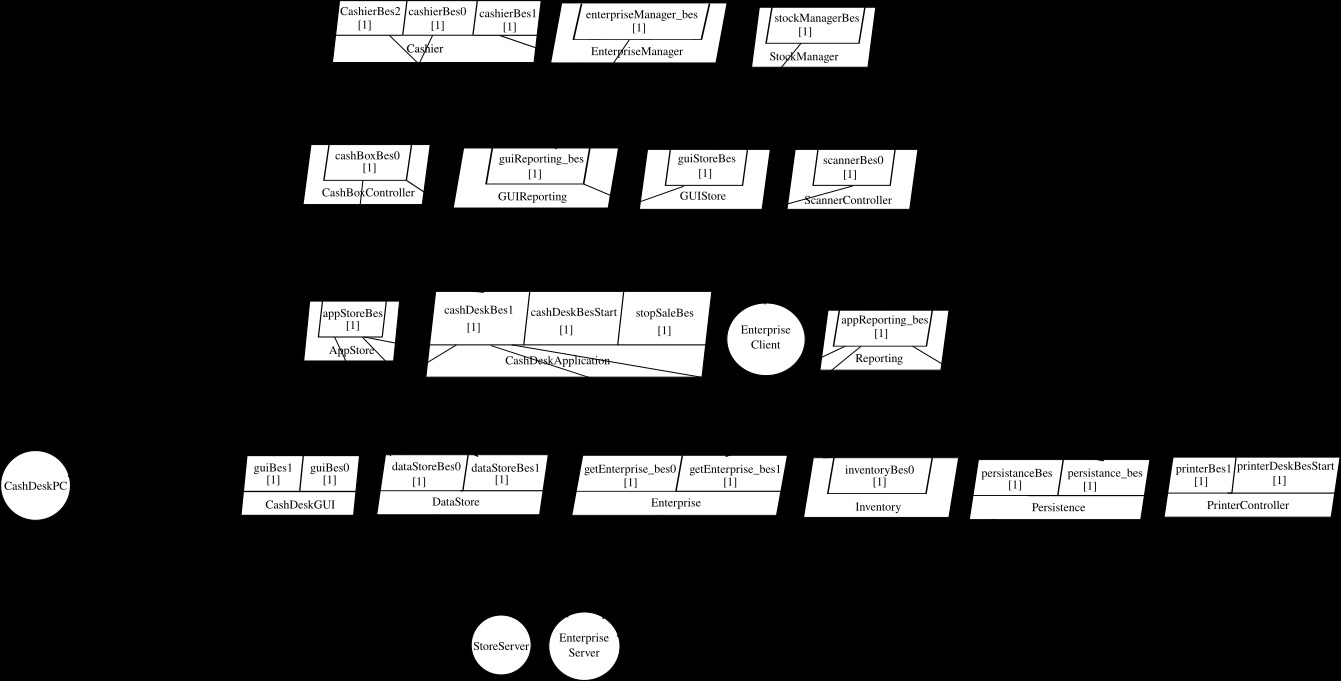 CashierBes2 cashierBes0 cashierBes1
[1] [1] [1]
Cashier
enterpriseManager_bes
[1]
EnterpriseManager
stockManagerBes
[1]
StockManager
cashBoxBes0
[1]
CashBoxController
guiReporting_bes
[1]
GUIReporting
guiStoreBes
[1]
GUIStore
scannerBes0
[1]
ScannerController
appStoreBes
[1]
AppStore
cashDeskBes1 cashDeskBesStart stopSaleBes
[1] [1] [1]
CashDeskApplication
Enterprise
Client
appReporting_bes
[1]
Reporting
CashDeskPC
guiBes1 guiBes0
[1] [1]
CashDeskGUI
dataStoreBes0 dataStoreBes1
[1] [1]
DataStore
getEnterprise_bes0 getEnterprise_bes1
[1] [1]
Enterprise
inventoryBes0
[1]
Inventory
persistanceBes persistance_bes
[1] [1]
Persistence
printerBes1 printerDeskBesStart
[1] [1]
PrinterController
StoreServer
Enterprise
Server